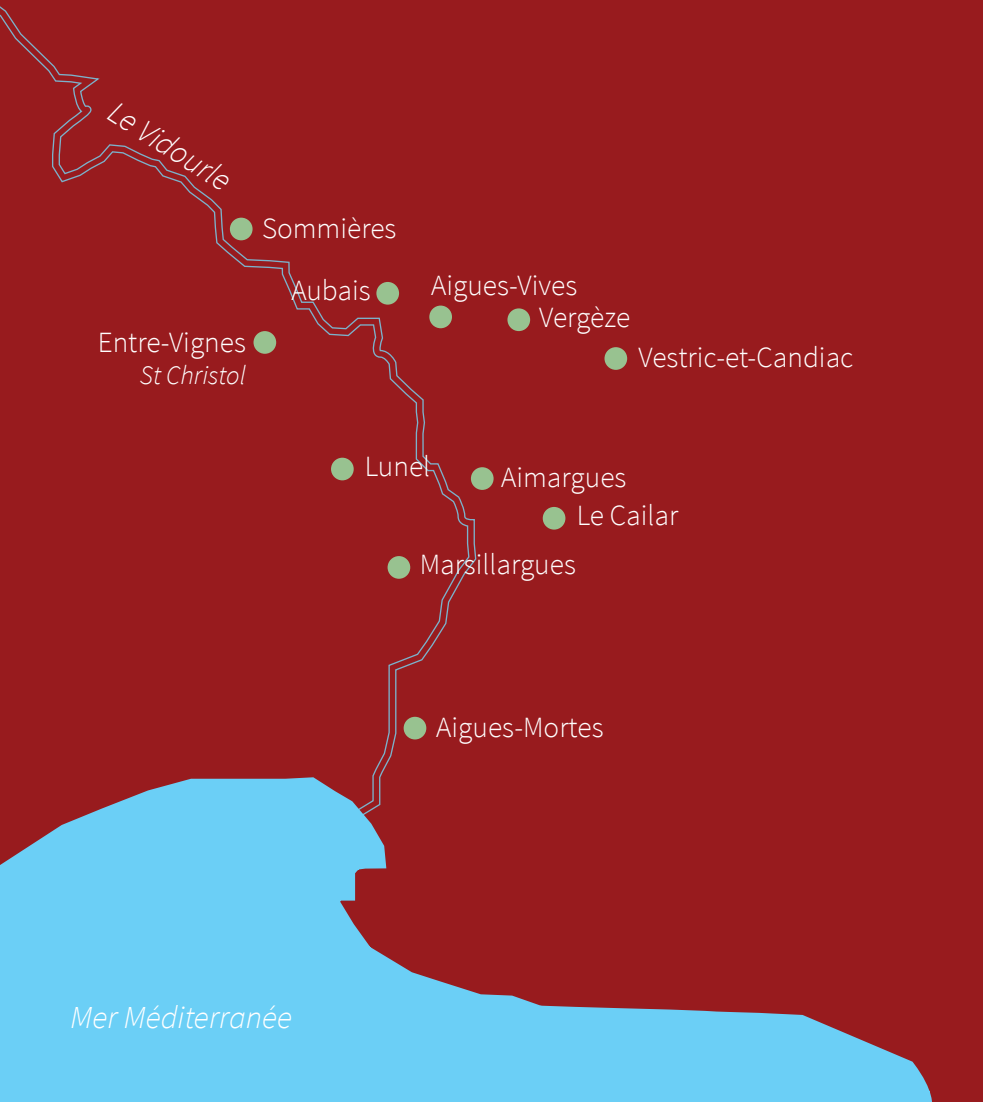 Le Vidourle
Sommières
Aubais
Aigues-Vives
Vergèze
Entre-Vignes
St Christol
Vestric-et-Candiac
Lunel
Aimargues
Le Cailar
Marsillargues
Aigues-Mortes
Mer Méditerranée